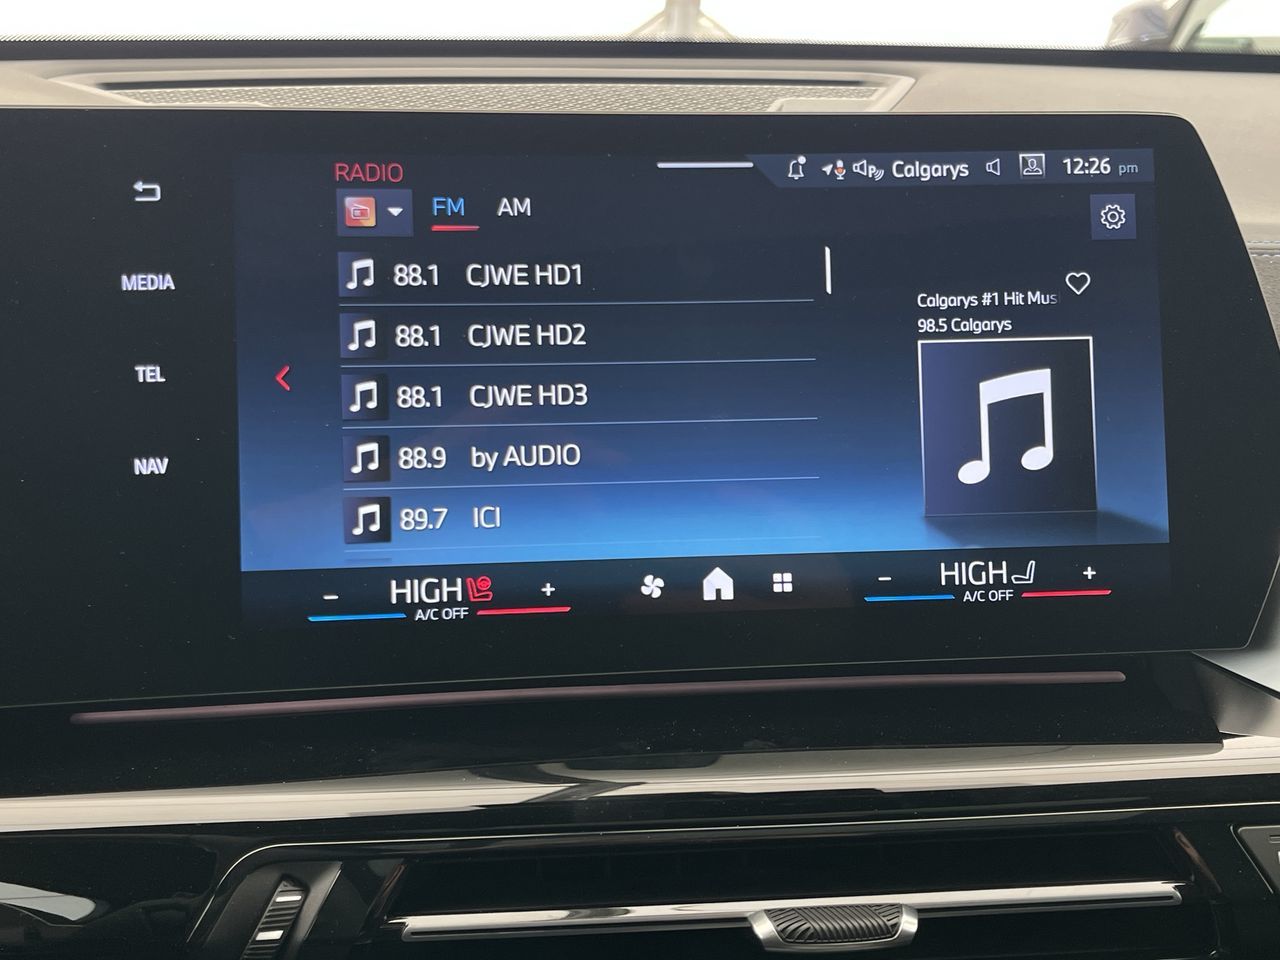 RADIO
Calgarys
12:26 pm
FM AM
MEDIA
TEL
NAV
88.1 CJWE HD1
88.1 CJWE HD2
88.1 CJWE HD3
88.9 by AUDIO
89.7 ICI
Calgarys #1 Hit Mus
98.5 Calgarys
- HIGH +
A/C OFF
- HIGH +
A/C OFF